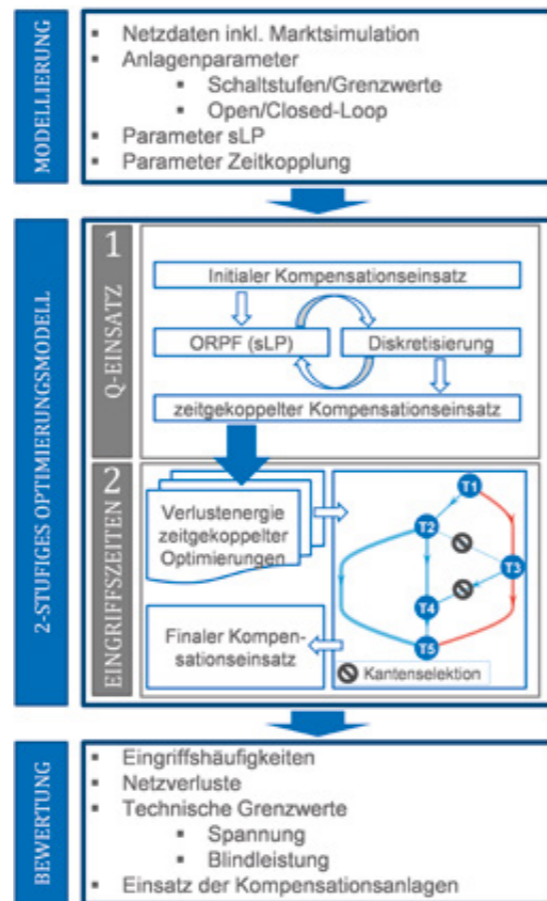 MODELLIERUNG
▪ Netzdaten inkl. Marktsimulation
▪ Anlagenparameter
▪ Schaltstufen/Grenzwerte
▪ Open/Closed-Loop
▪ Parameter sLP
▪ Parameter Zeitkopplung
2-STUFIGES OPTIMIERUNGSMODELL
1
Q-EINSATZ
Initialer Kompensationseinsatz
ORPF (sLP)
Diskretisierung
zeitgekoppelter Kompensationseinsatz
2
EINGRIFFSZEITEN
Verlustenergie
zeitgekoppelter
Optimierungen
Finaler Kompen-
sationseinsatz
T1
T2
T3
T4
T5
Kantenselektion
BEWERTUNG
▪ Eingriffshäufigkeiten
▪ Netzverluste
▪ Technische Grenzwerte
▪ Spannung
▪ Blindleistung
▪ Einsatz der Kompensationsanlagen